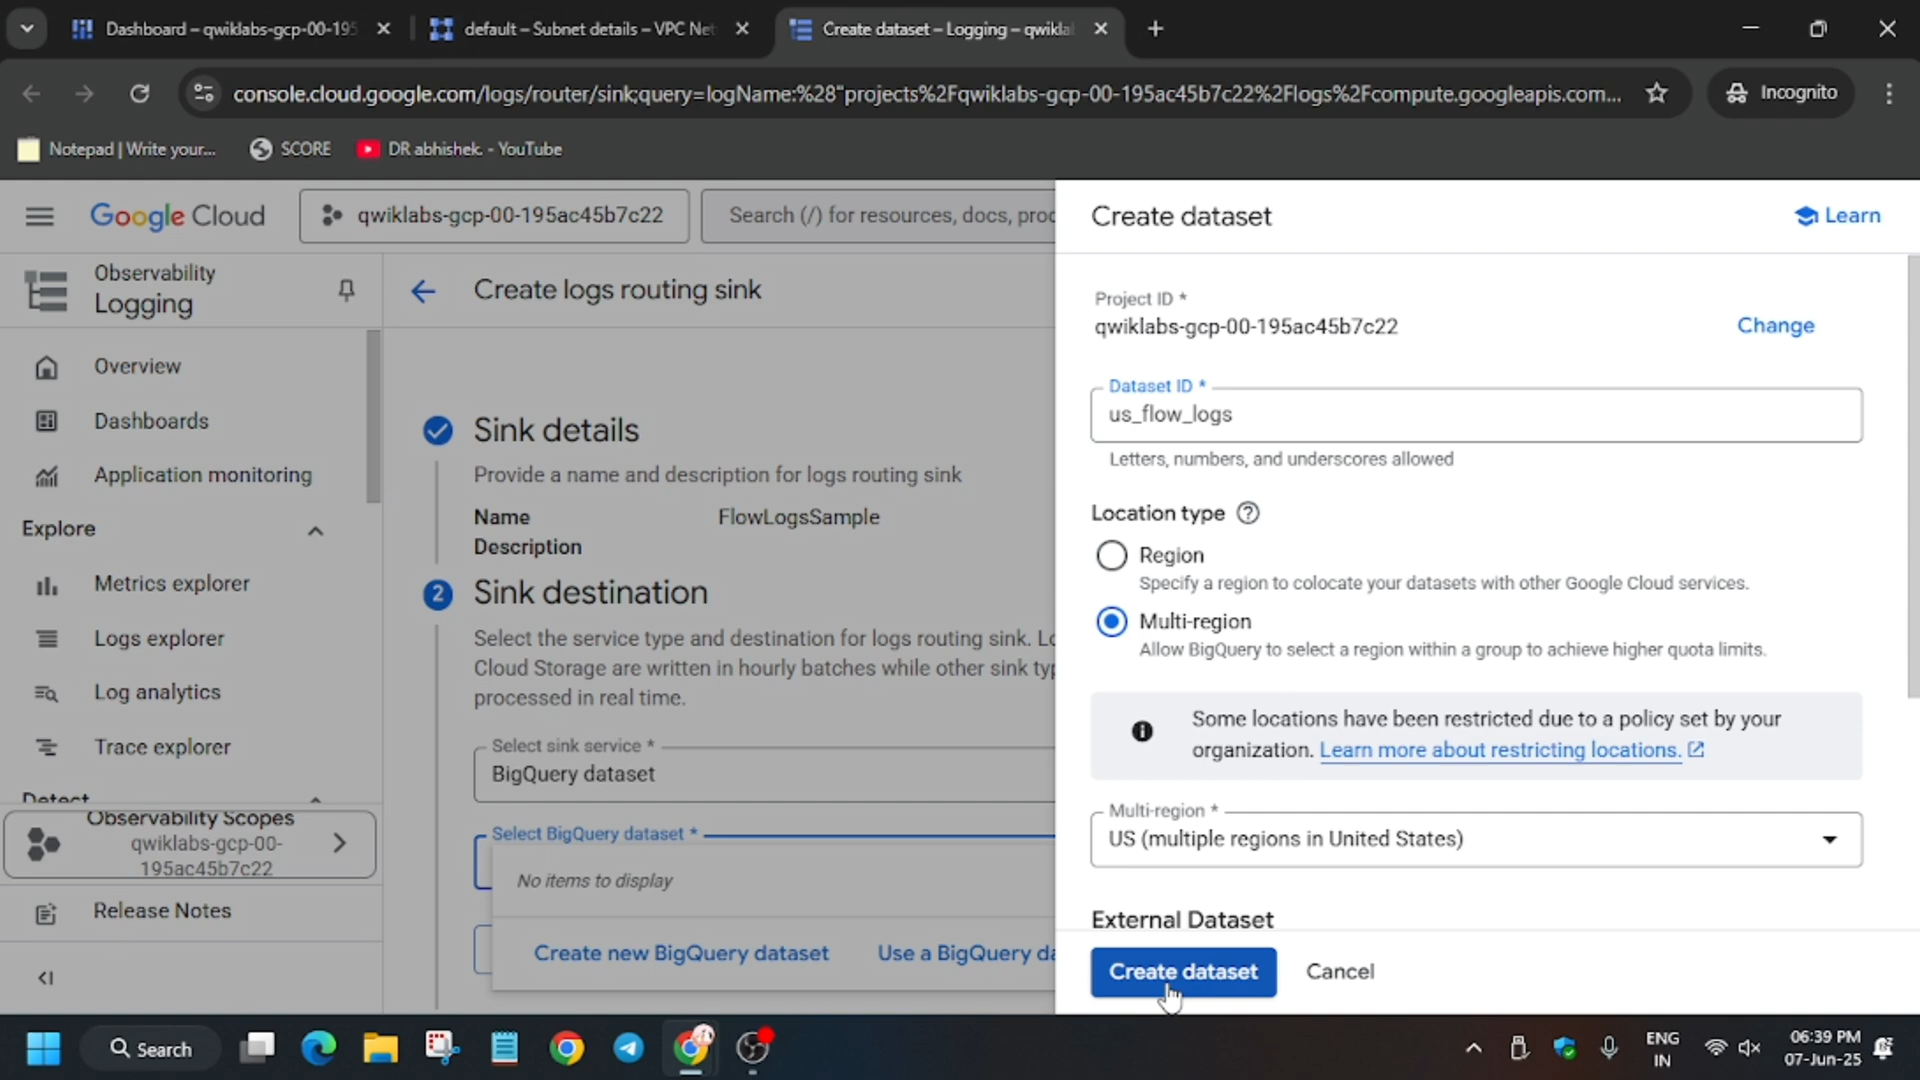 Dashboard – qwiklabs-gcp-00-195
default – Subnet details – VPC Net
Create dataset – Logging – qwikla
console.cloud.google.com/logs/router/sink;query=logName:%28"projects%2Fqwiklabs-gcp-00-195ac45b7c22%2Flogs%2Fcompute.googleapis.com...
Incognito
Notepad | Write your...
SCORE
DR abhishek. - YouTube
Google Cloud
qwiklabs-gcp-00-195ac45b7c22
Search (/) for resources, docs, prod
Observability
Logging
Overview
Dashboards
Application monitoring
Explore
Metrics explorer
Logs explorer
Log analytics
Trace explorer
Detect
Observability Scopes
qwiklabs-gcp-00-
195ac45b7c22
Release Notes
Create logs routing sink
Sink details
Provide a name and description for logs routing sink
Name FlowLogsSample
Description
2 Sink destination
Select the service type and destination for logs routing sink. Lo
Cloud Storage are written in hourly batches while other sink typ
processed in real time.
Select sink service *
BigQuery dataset
Select BigQuery dataset *
No items to display
Create new BigQuery dataset
Use a BigQuery da
Create dataset
Learn
Project ID *
qwiklabs-gcp-00-195ac45b7c22
Change
Dataset ID *
us_flow_logs
Letters, numbers, and underscores allowed
Location type
Region
Specify a region to colocate your datasets with other Google Cloud services.
Multi-region
Allow BigQuery to select a region within a group to achieve higher quota limits.
Some locations have been restricted due to a policy set by your
organization. Learn more about restricting locations.
Multi-region *
US (multiple regions in United States)
External Dataset
Create dataset
Cancel
Search
ENG
IN
06:39 PM
07-Jun-25